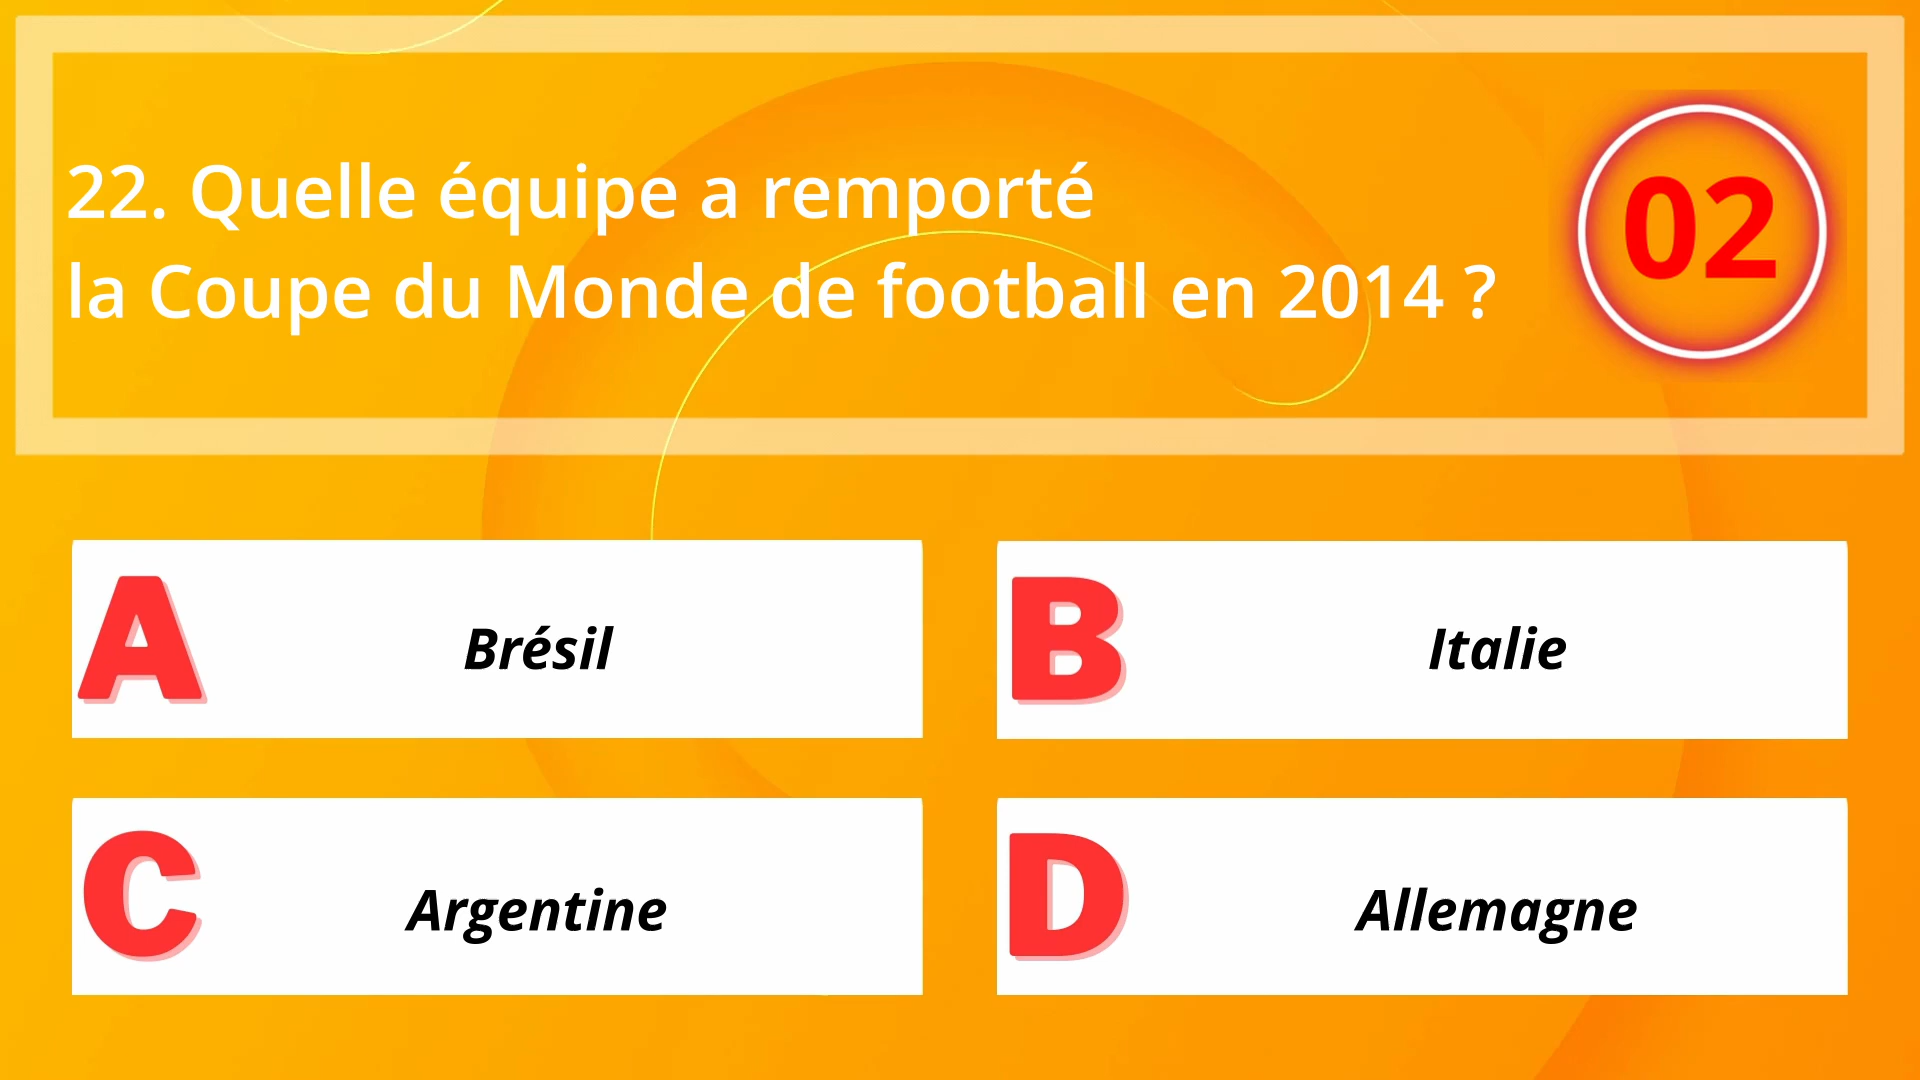 22. Quelle équipe a remporté
la Coupe du Monde de football en 2014 ?
02
A
Brésil
B
Italie
C
Argentine
D
Allemagne